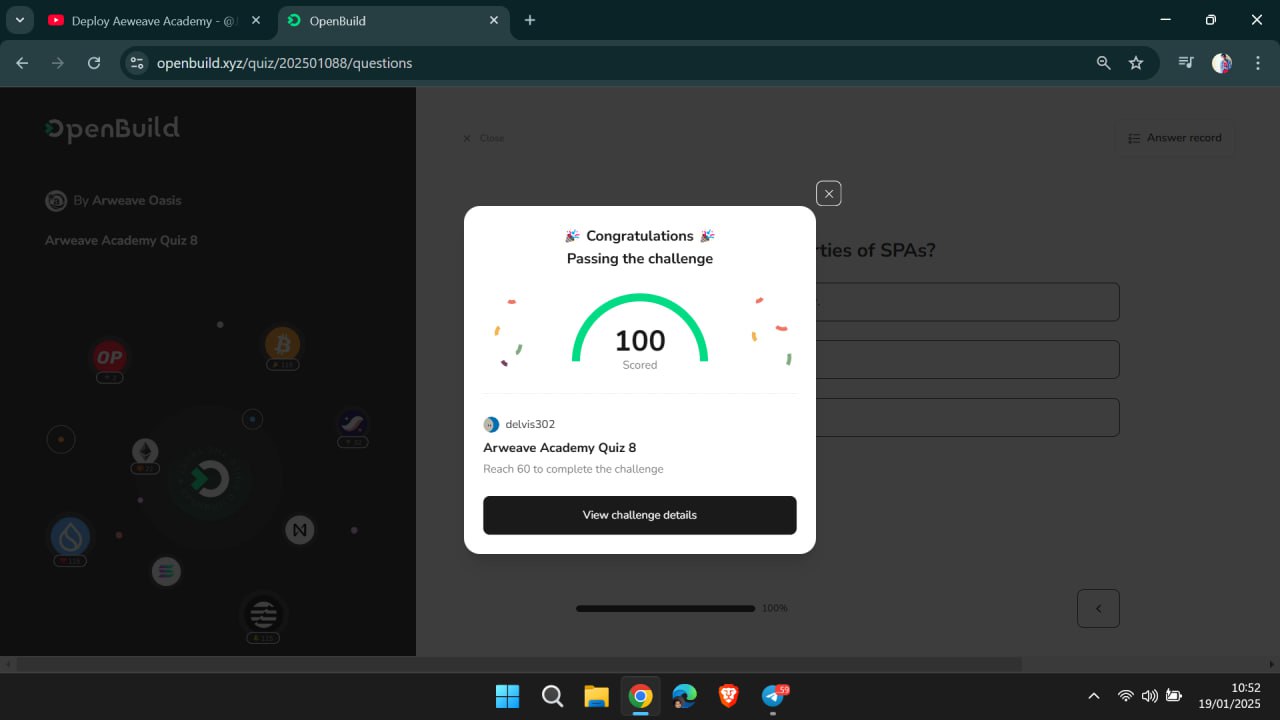 Deploy Aeweave Academy - @
OpenBuild
openbuild.xyz/quiz/202501088/questions
OpenBuild
Close
Answer record
By Arweave Oasis
Arweave Academy Quiz 8
rties of SPAs?
Congratulations
Passing the challenge
100
Scored
delvis302
Arweave Academy Quiz 8
Reach 60 to complete the challenge
View challenge details
OP
100%
59
10:52
19/01/2025